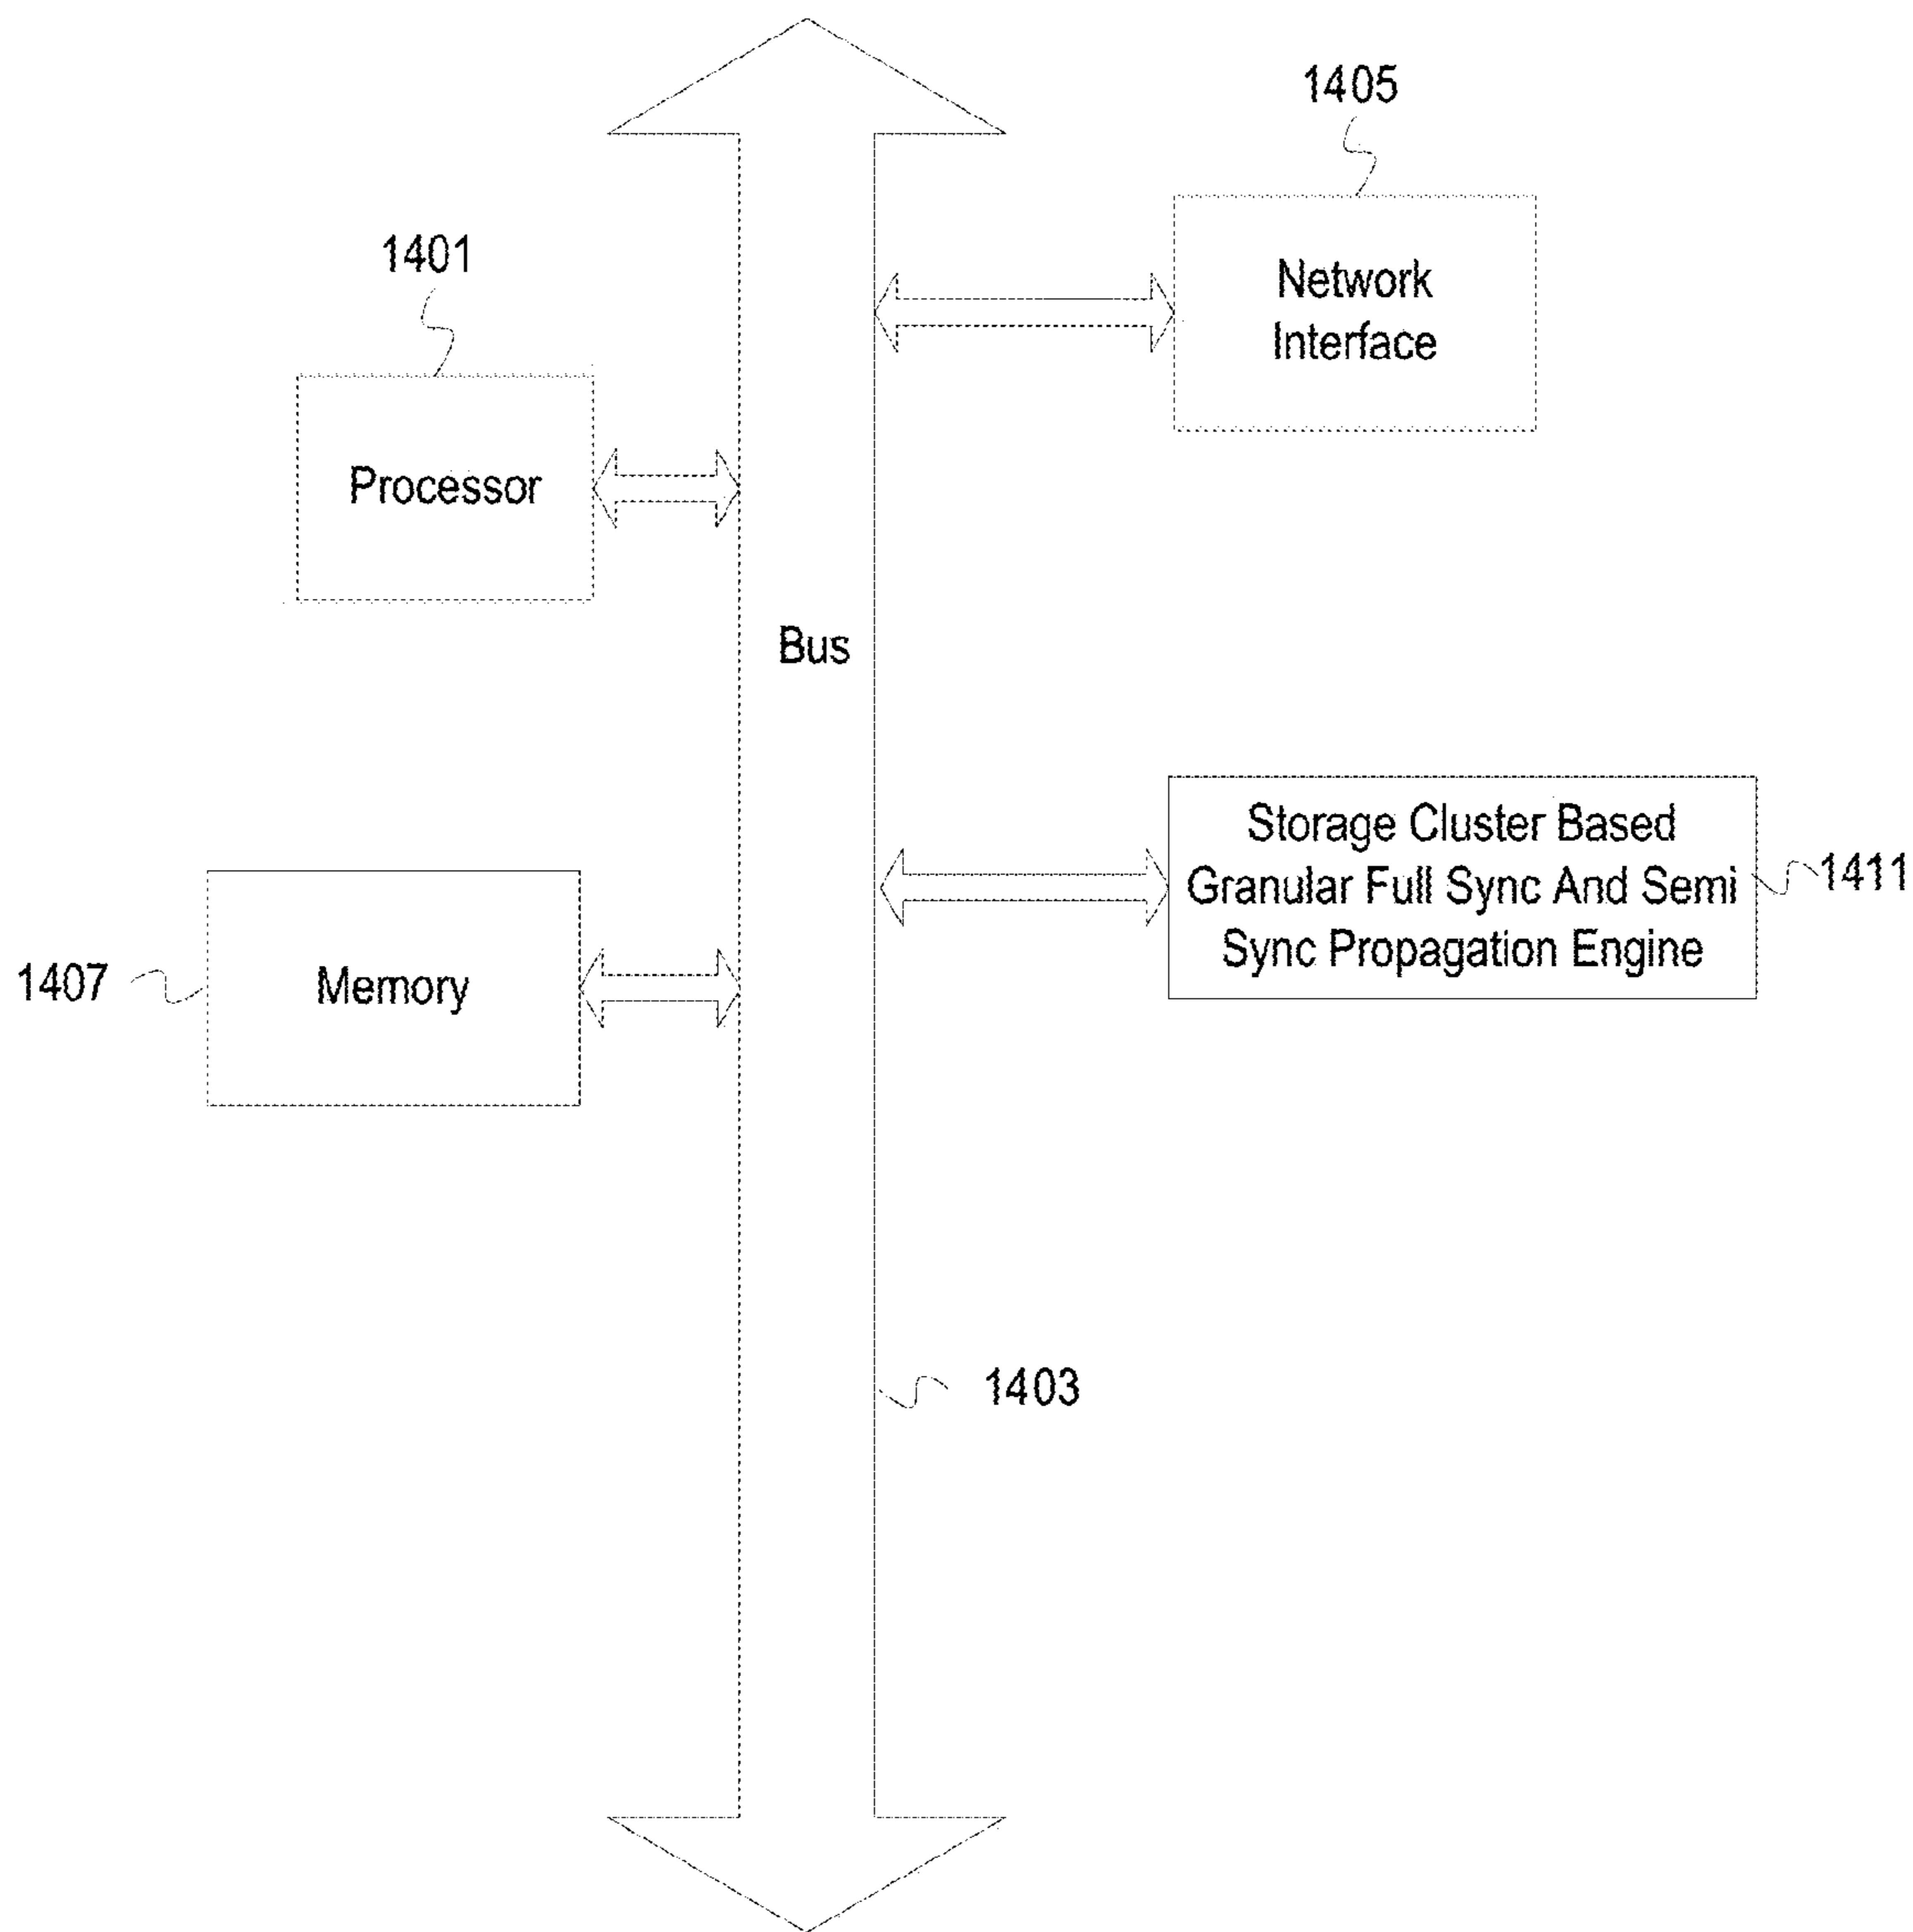 1405
Network
Interface
1401
Processor
Bus
Storage Cluster Based
Granular Full Sync And Semi
Sync Propagation Engine
1411
1407
Memory
1403